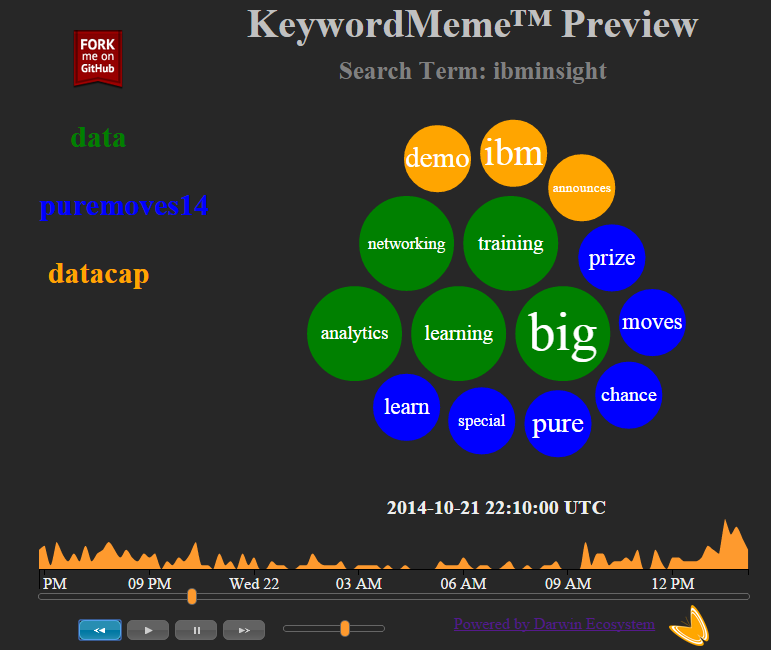 KeywordMeme™ Preview
Search Term: ibminsight
FORK
me on
GitHub
data
puremoves14
datacap
demo
ibm
announces
networking
training
prize
analytics
learning
big
moves
learn
special
pure
chance
2014-10-21 22:10:00 UTC
PM 09 PM Wed 22 03 AM 06 AM 09 AM 12 PM
Powered by Darwin Ecosystem